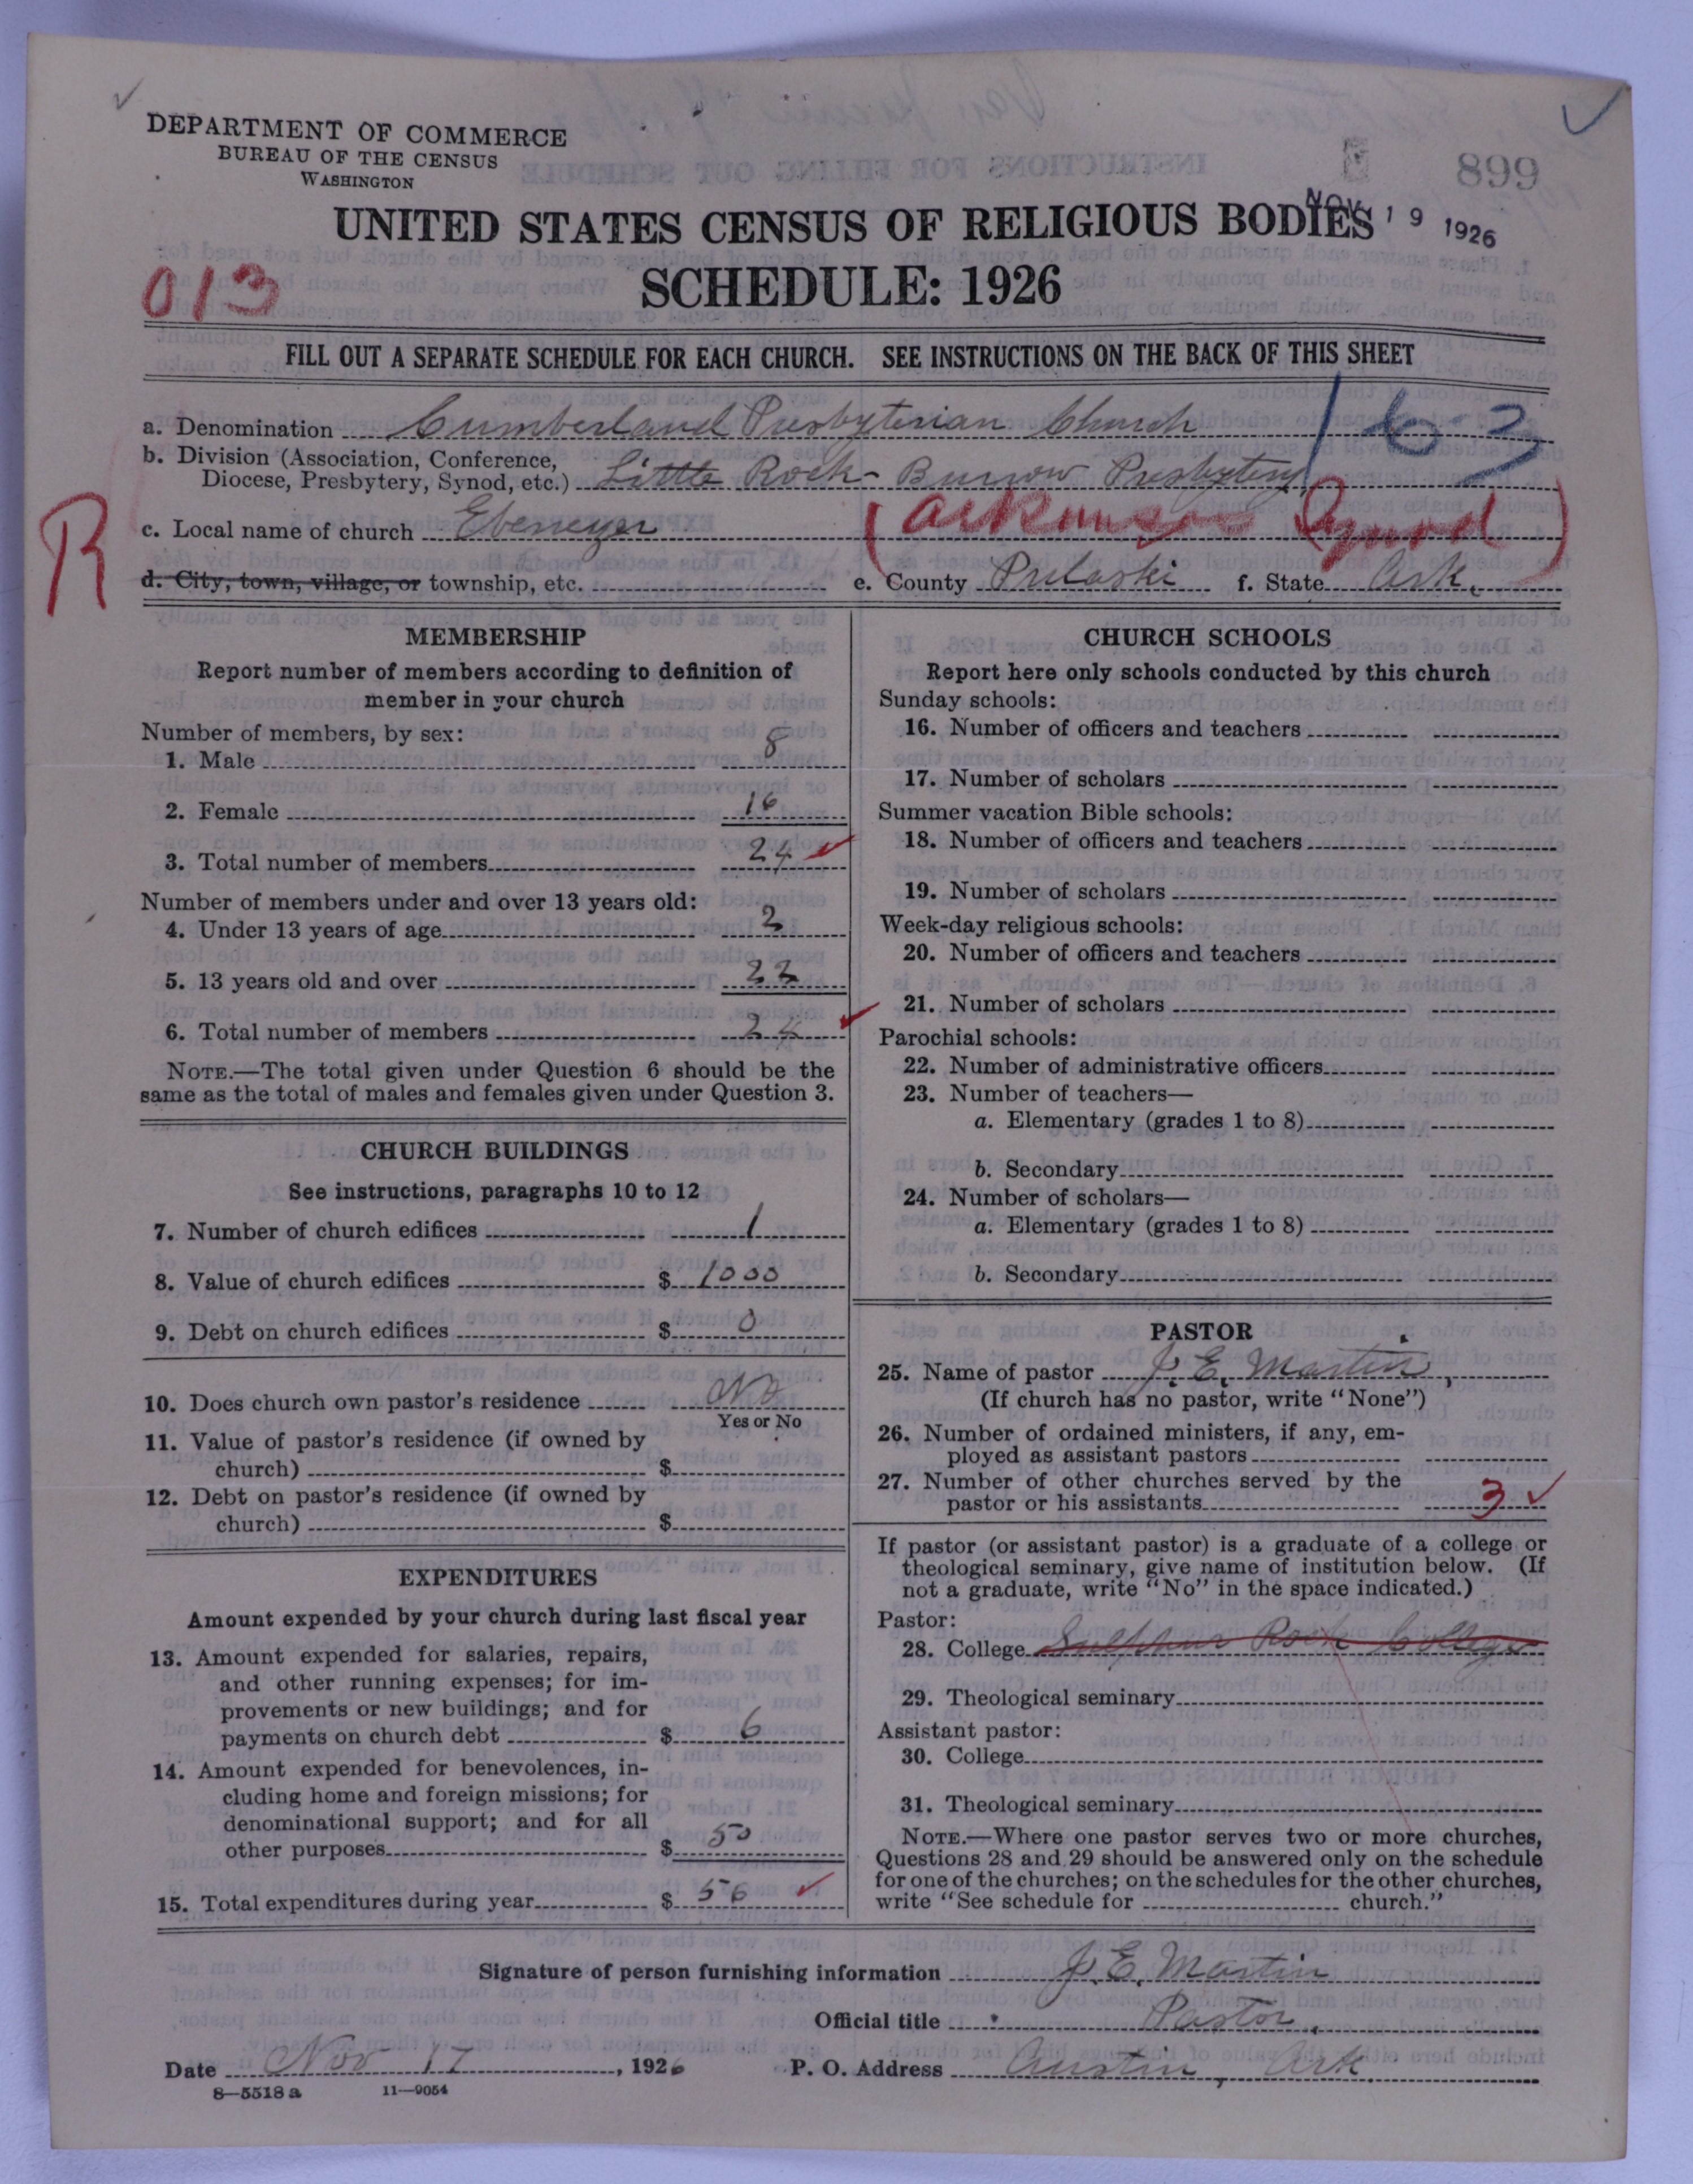 DEPARTMENT OF COMMERCE
BUREAU OF THE CENSUS
WASHINGTON
899
NOV 19 1926
UNITED STATES CENSUS OF RELIGIOUS BODIES
013
SCHEDULE: 1926
FILL OUT A SEPARATE SCHEDULE FOR EACH CHURCH. SEE INSTRUCTIONS ON THE BACK OF THIS SHEET
a. Denomination Cumberland Presbyterian Church
163
b. Division (Association, Conference,
Diocese, Presbytery, Synod, etc.) Little Rock - Burrow Presbytery
R
c. Local name of church Ebenezer (Arkansas Synod)
d. City, town, village, or township, etc. e. County Pulaski f. State Ark.
MEMBERSHIP
Report number of members according to definition of
member in your church
Number of members, by sex:
1. Male 8
2. Female 16
3. Total number of members 24 ✓
Number of members under and over 13 years old:
4. Under 13 years of age 2
5. 13 years old and over 22
6. Total number of members 24 ✓
NOTE.—The total given under Question 6 should be the
same as the total of males and females given under Question 3.
CHURCH BUILDINGS
See instructions, paragraphs 10 to 12
7. Number of church edifices 1
8. Value of church edifices $ 1000
9. Debt on church edifices $ 0
10. Does church own pastor's residence No
Yes or No
11. Value of pastor's residence (if owned by
church) $
12. Debt on pastor's residence (if owned by
church) $
EXPENDITURES
Amount expended by your church during last fiscal year
13. Amount expended for salaries, repairs,
and other running expenses; for im-
provements or new buildings; and for
payments on church debt $ 6
14. Amount expended for benevolences, in-
cluding home and foreign missions; for
denominational support; and for all
other purposes $ 50
15. Total expenditures during year $ 56 ✓
CHURCH SCHOOLS
Report here only schools conducted by this church
Sunday schools:
16. Number of officers and teachers
17. Number of scholars
Summer vacation Bible schools:
18. Number of officers and teachers
19. Number of scholars
Week-day religious schools:
20. Number of officers and teachers
21. Number of scholars
Parochial schools:
22. Number of administrative officers
23. Number of teachers—
a. Elementary (grades 1 to 8)
b. Secondary
24. Number of scholars—
a. Elementary (grades 1 to 8)
b. Secondary
PASTOR
25. Name of pastor J. E. Martin
(If church has no pastor, write "None")
26. Number of ordained ministers, if any, em-
ployed as assistant pastors
27. Number of other churches served by the
pastor or his assistants 3 ✓
If pastor (or assistant pastor) is a graduate of a college or
theological seminary, give name of institution below. (If
not a graduate, write "No" in the space indicated.)
Pastor:
28. College Sulphur Rock College
29. Theological seminary
Assistant pastor:
30. College
31. Theological seminary
NOTE.—Where one pastor serves two or more churches,
Questions 28 and 29 should be answered only on the schedule
for one of the churches; on the schedules for the other churches,
write "See schedule for church."
Signature of person furnishing information J. E. Martin
Official title Pastor.
Date Nov 17, 1926 P. O. Address Austin, Ark.
8—5518 a 11—9054